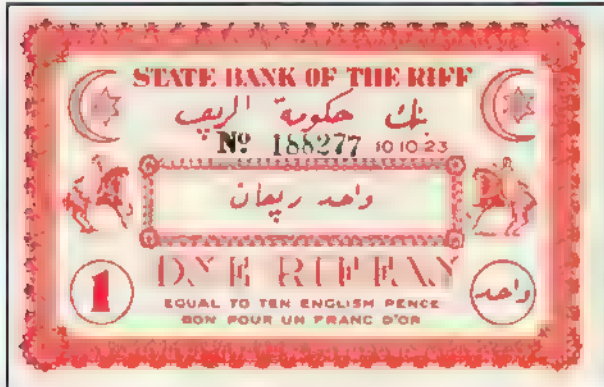 STATE BANK OF THE RIFF
بنك حكومة الريف
Nº 188277 10 10 23
واحد ريفان
ONE RIFFAN
1 واحد
EQUAL TO TEN ENGLISH PENCE
BON POUR UN FRANC D'OR